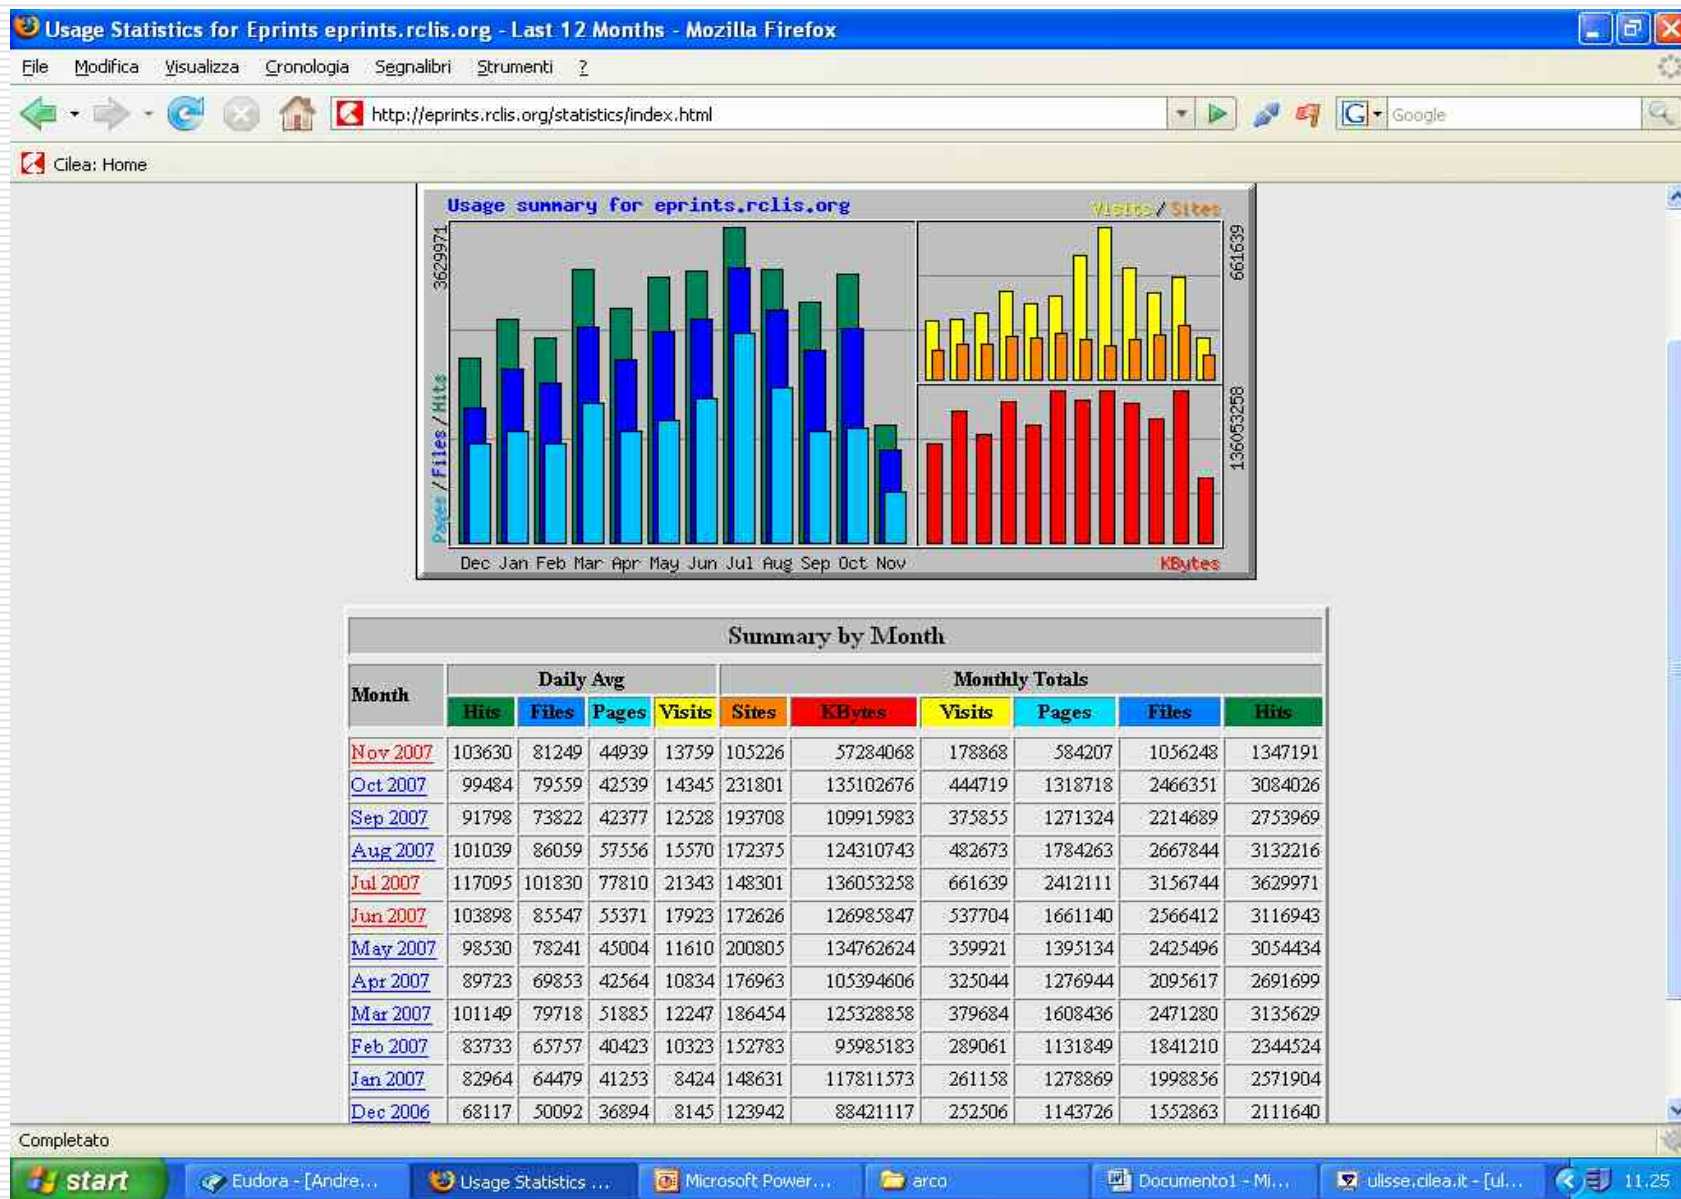 Usage Statistics for Eprints eprints.rclis.org - Last 12 Months - Mozilla Firefox
File Modifica Visualizza Cronologia Segnalibri Strumenti ?
http://eprints.rclis.org/statistics/index.html
G Google
Cilea: Home
Usage summary for eprints.rclis.org
Visits / Sites
3629971
661639
Pages / Files / Hits
136053258
Dec Jan Feb Mar Apr May Jun Jul Aug Sep Oct Nov
KBytes
Summary by Month
Month Daily Avg Monthly Totals
Hits Files Pages Visits Sites KBytes Visits Pages Files Hits
Nov 2007 103630 81249 44939 13759 105226 57284068 178868 584207 1056248 1347191
Oct 2007 99484 79559 42539 14345 231801 135102676 444719 1318718 2466351 3084026
Sep 2007 91798 73822 42377 12528 193708 109915983 375855 1271324 2214689 2753969
Aug 2007 101039 86059 57556 15570 172375 124310743 482673 1784263 2667844 3132216
Jul 2007 117095 101830 77810 21343 148301 136053258 661639 2412111 3156744 3629971
Jun 2007 103898 85547 55371 17923 172626 126985847 537704 1661140 2566412 3116943
May 2007 98530 78241 45004 11610 200805 134762624 359921 1395134 2425496 3054434
Apr 2007 89723 69853 42564 10834 176963 105394606 325044 1276944 2095617 2691699
Mar 2007 101149 79718 51885 12247 186454 125328858 379684 1608436 2471280 3135629
Feb 2007 83733 65757 40423 10323 152783 95985183 289061 1131849 1841210 2344524
Jan 2007 82964 64479 41253 8424 148631 117811573 261158 1278869 1998856 2571904
Dec 2006 68117 50092 36894 8145 123942 88421117 252506 1143726 1552863 2111640
Completato
start Eudora - [Andre... Usage Statistics ... Microsoft Power... arco Documento1 - Mi... ulisse.cilea.it - [ul... 11.25